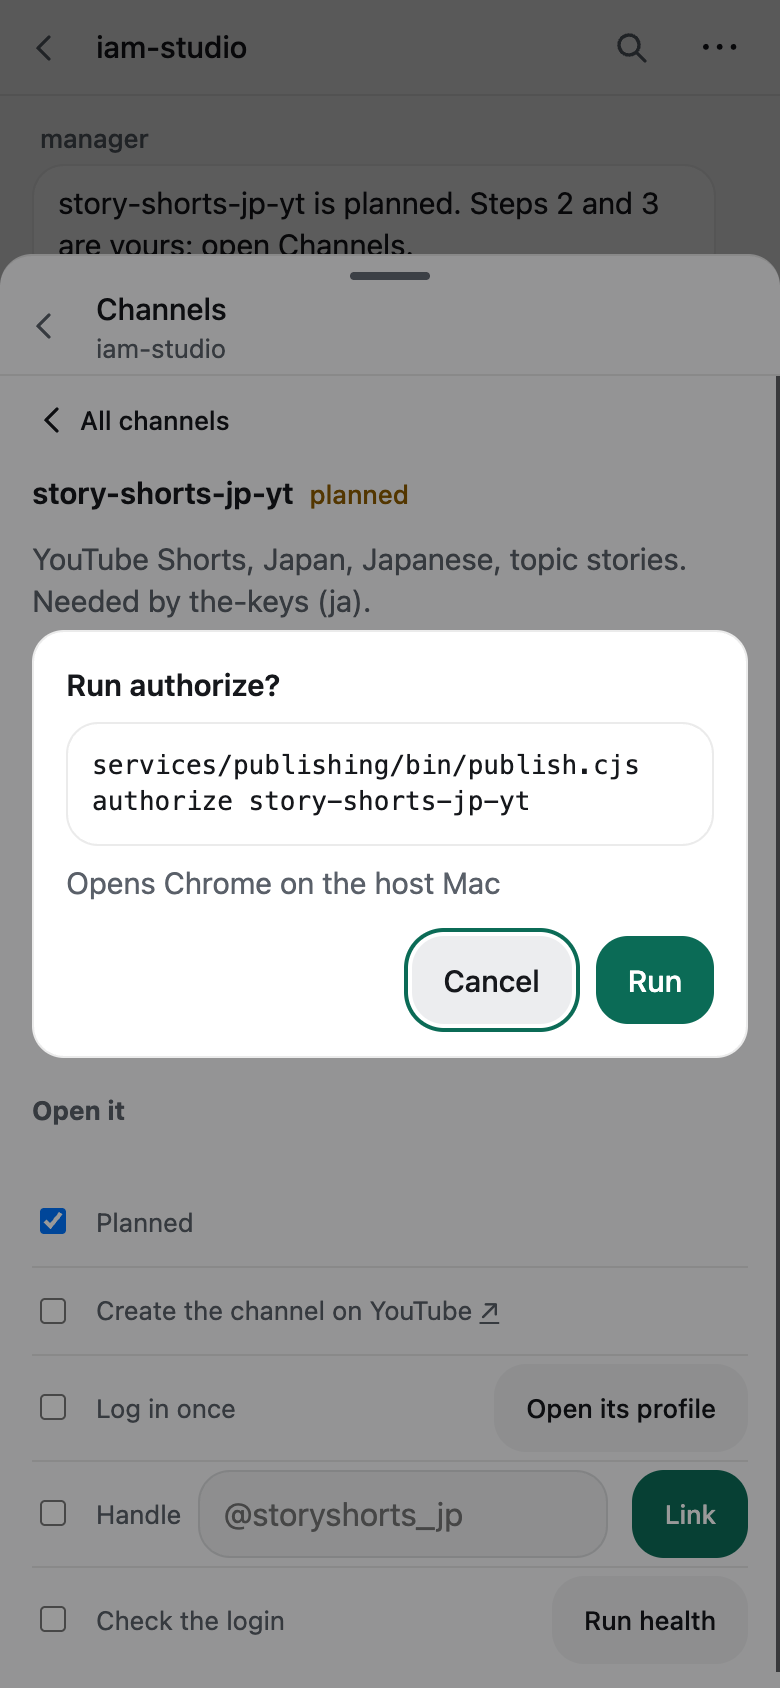 iam-studio
manager
story-shorts-jp-yt is planned. Steps 2 and 3
are yours: open Channels.
Channels
iam-studio
All channels
story-shorts-jp-yt planned
YouTube Shorts, Japan, Japanese, topic stories.
Needed by the-keys (ja).
Run authorize?
services/publishing/bin/publish.cjs
authorize story-shorts-jp-yt
Opens Chrome on the host Mac
Cancel Run
Open it
Planned
Create the channel on YouTube ↗
Log in once Open its profile
Handle @storyshorts_jp Link
Check the login Run health